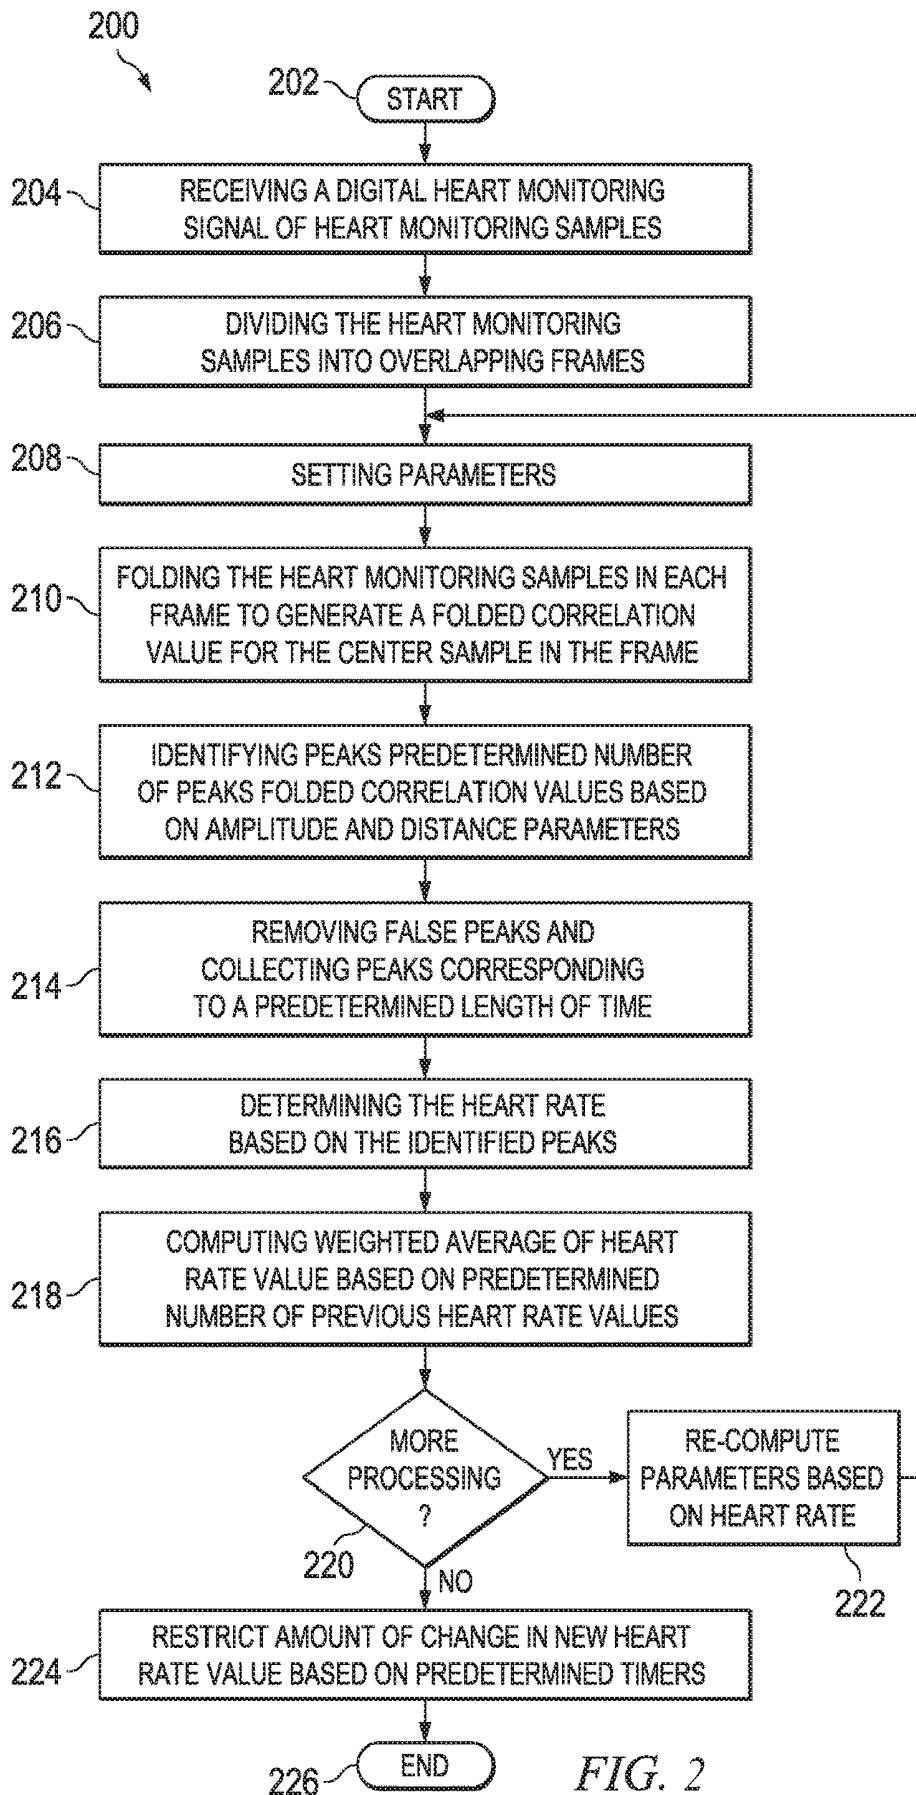 200
202
START
204
RECEIVING A DIGITAL HEART MONITORING
SIGNAL OF HEART MONITORING SAMPLES
206
DIVIDING THE HEART MONITORING
SAMPLES INTO OVERLAPPING FRAMES
208
SETTING PARAMETERS
210
FOLDING THE HEART MONITORING SAMPLES IN EACH
FRAME TO GENERATE A FOLDED CORRELATION
VALUE FOR THE CENTER SAMPLE IN THE FRAME
212
IDENTIFYING PEAKS PREDETERMINED NUMBER
OF PEAKS FOLDED CORRELATION VALUES BASED
ON AMPLITUDE AND DISTANCE PARAMETERS
214
REMOVING FALSE PEAKS AND
COLLECTING PEAKS CORRESPONDING
TO A PREDETERMINED LENGTH OF TIME
216
DETERMINING THE HEART RATE
BASED ON THE IDENTIFIED PEAKS
218
COMPUTING WEIGHTED AVERAGE OF HEART
RATE VALUE BASED ON PREDETERMINED
NUMBER OF PREVIOUS HEART RATE VALUES
MORE
PROCESSING
?
220
YES
RE-COMPUTE
PARAMETERS BASED
ON HEART RATE
222
NO
224
RESTRICT AMOUNT OF CHANGE IN NEW HEART
RATE VALUE BASED ON PREDETERMINED TIMERS
226
END
FIG. 2